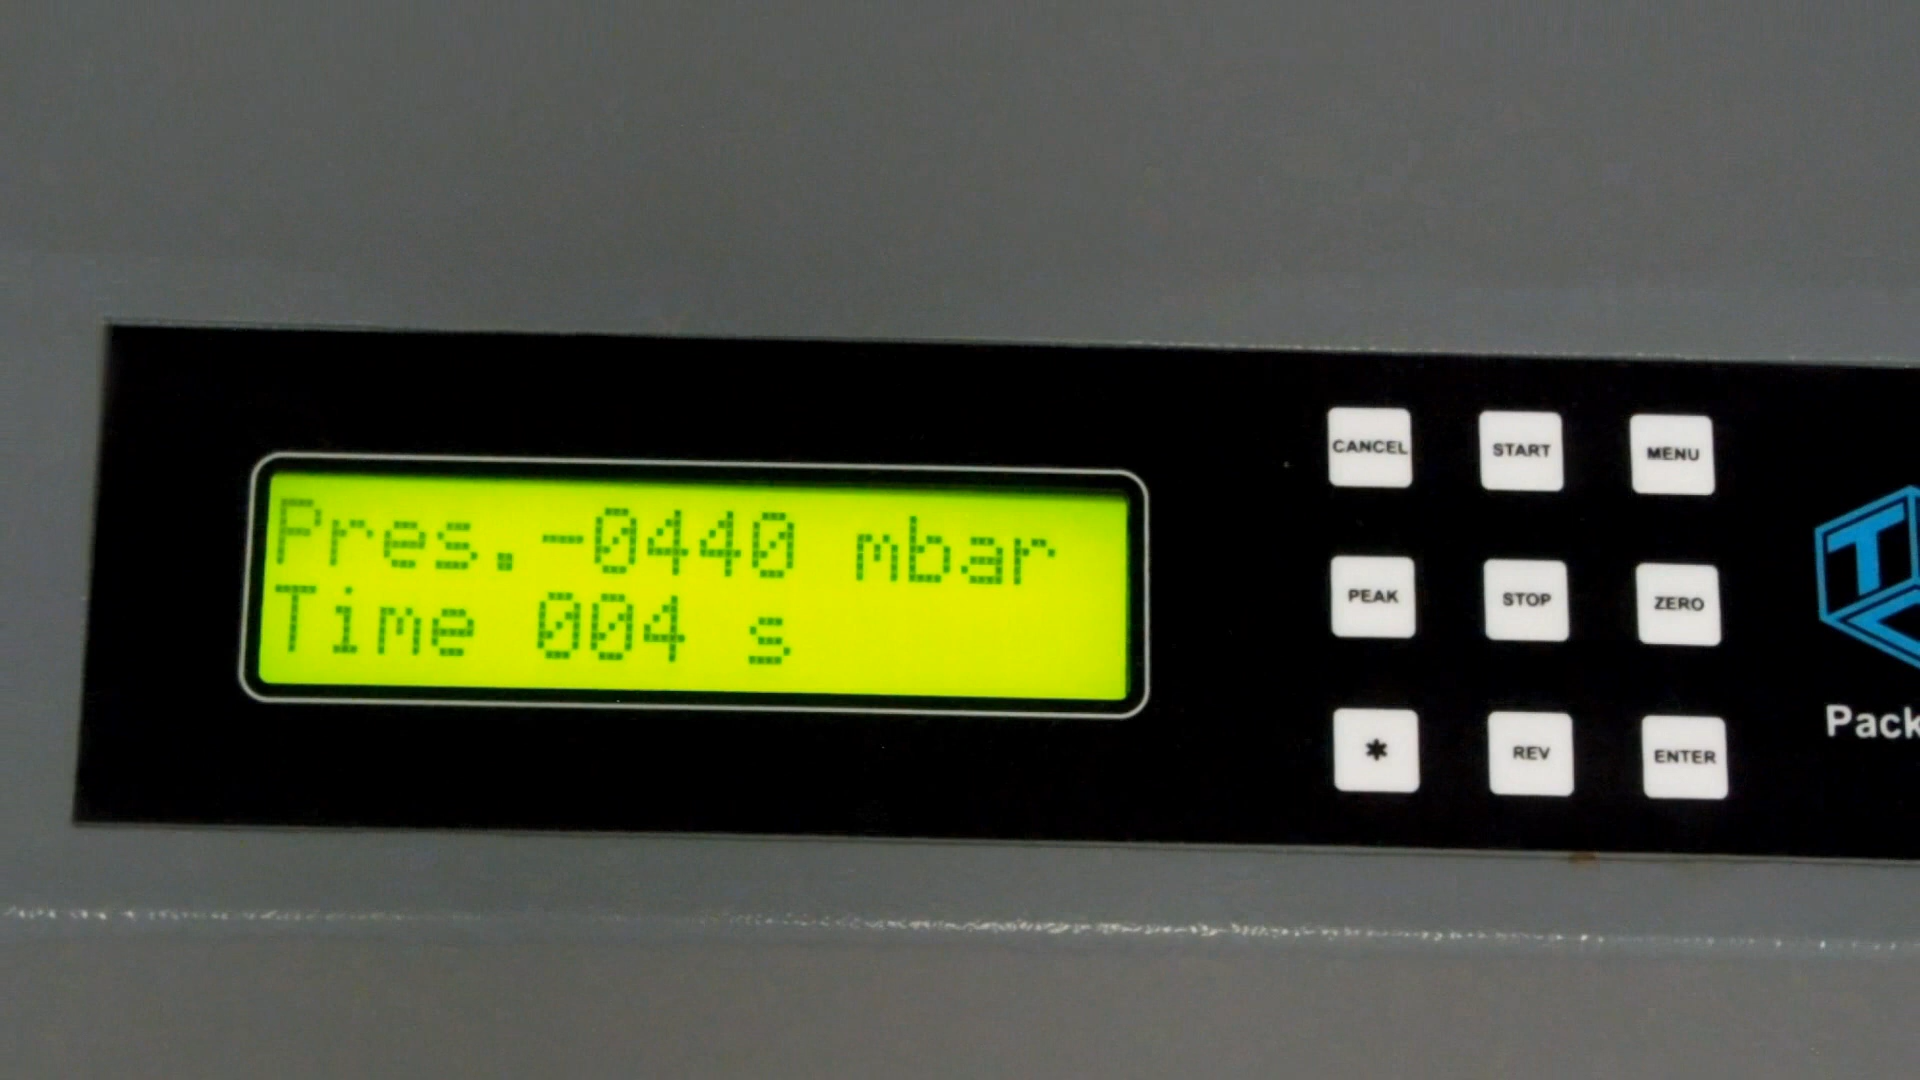 Pres.-0440 mbar
Time 004 s
CANCEL START MENU
PEAK STOP ZERO
* REV ENTER
T
Pack